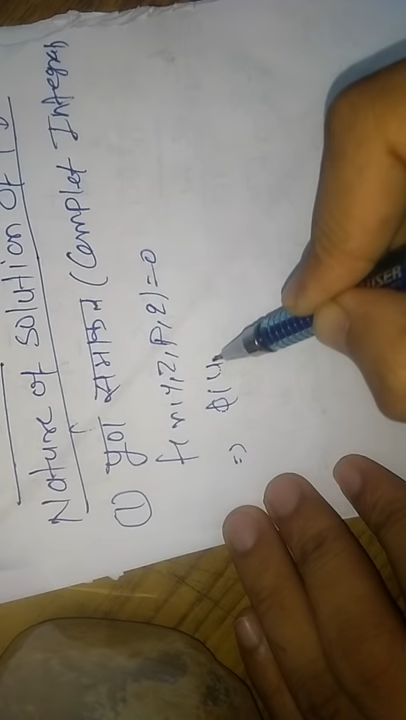 Nature of solution of
(1) पूर्ण समाकल (Complet Integral
f(x,y,z,p,q)=0
=>